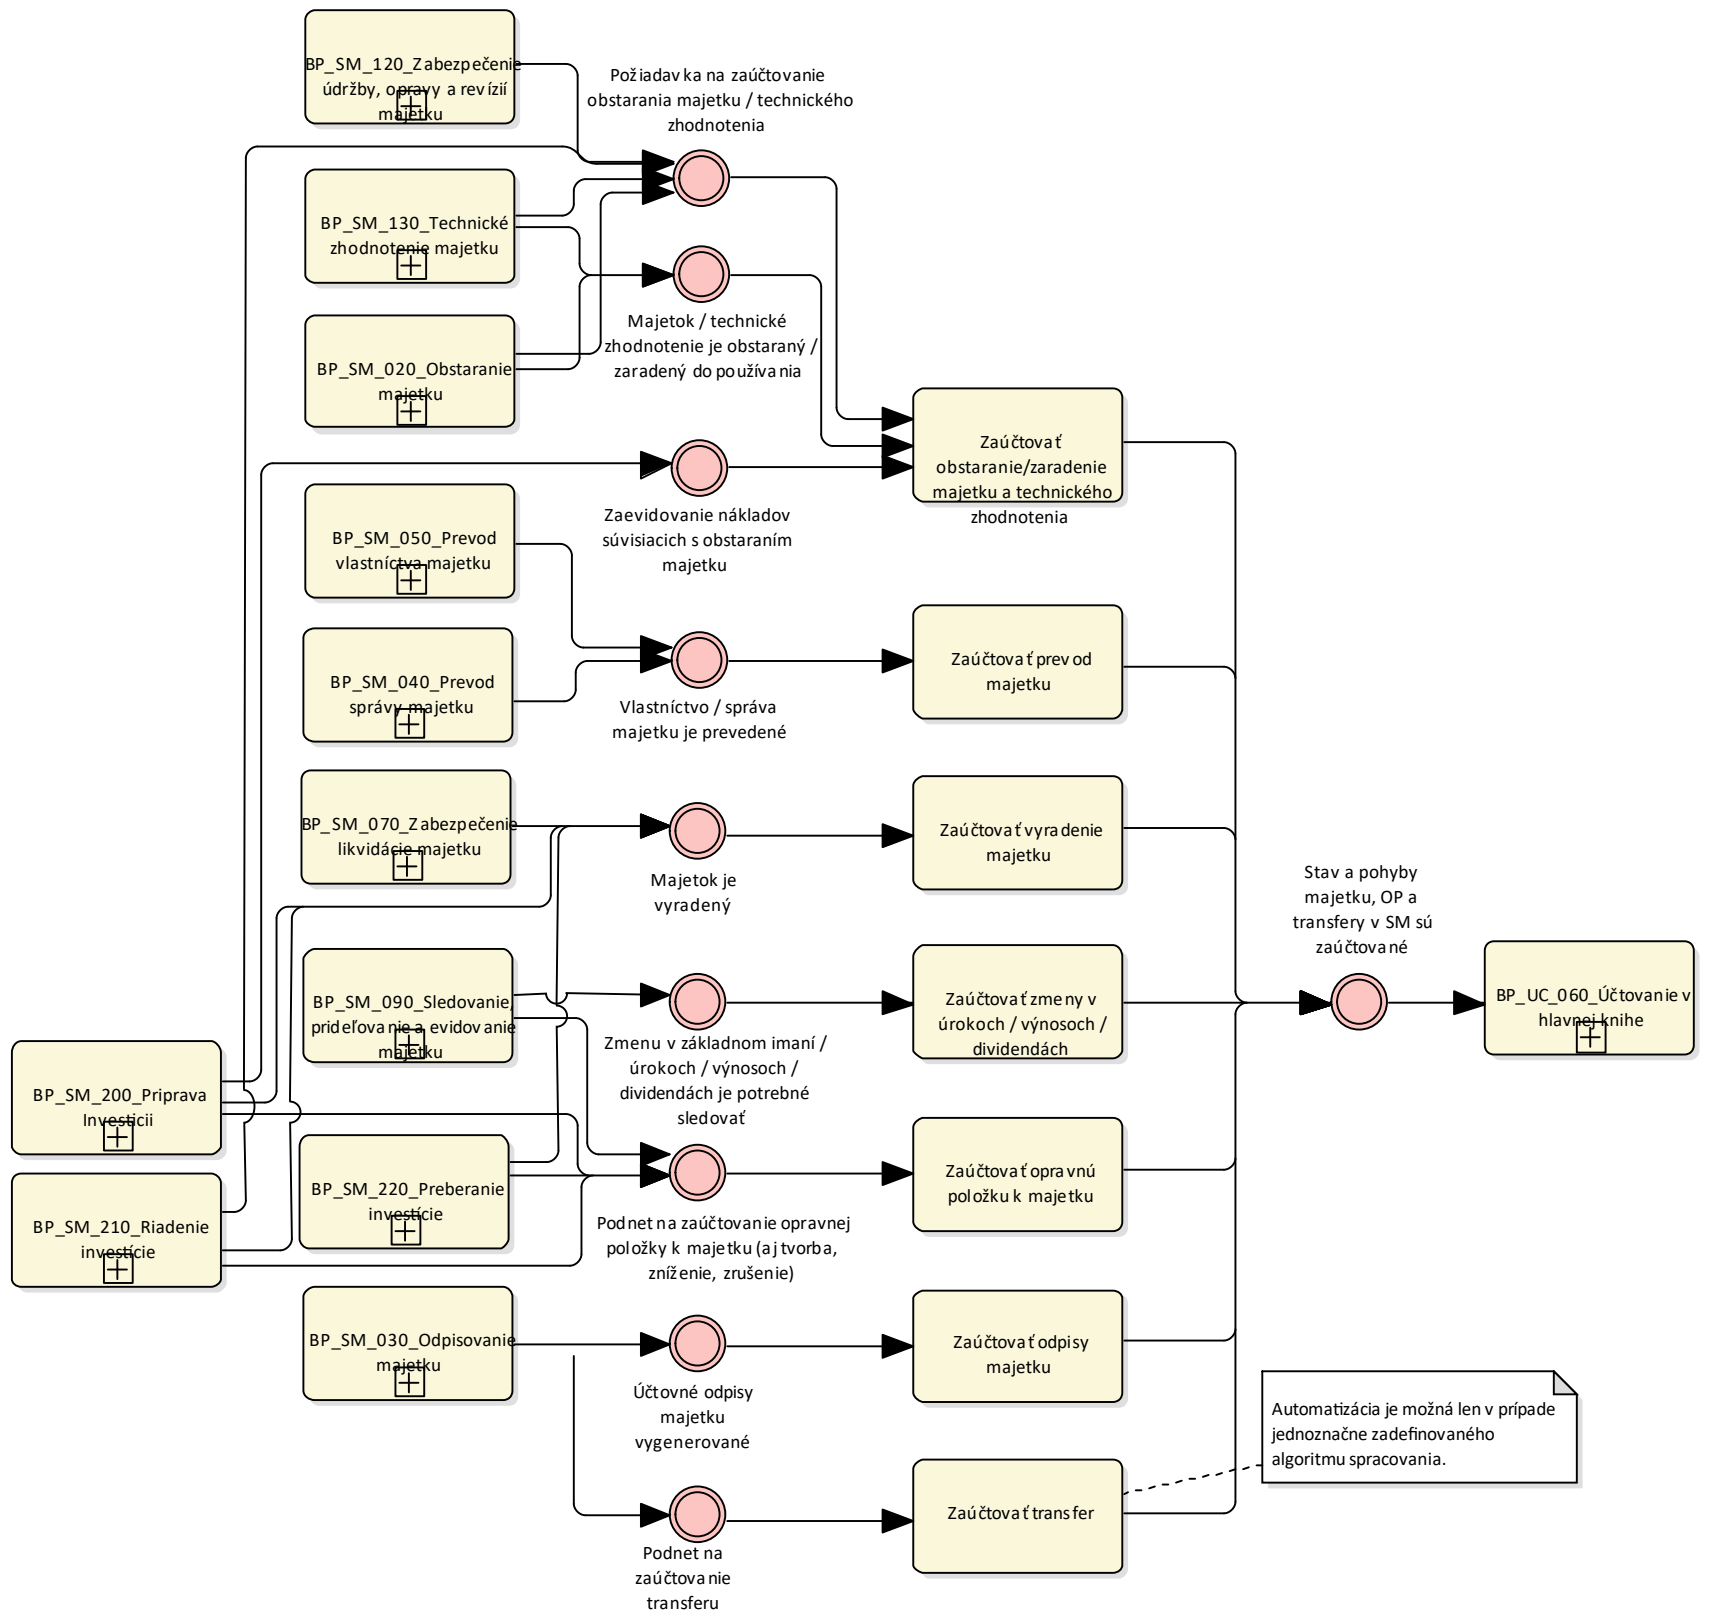 BP_SM_120_Zabezpečenie
údržby, opravy a revízií
majetku
Požiadavka na zaúčtovanie
obstarania majetku / technického
zhodnotenia
BP_SM_130_Technické
zhodnotenie majetku
BP_SM_020_Obstaranie
majetku
Majetok / technické
zhodnotenie je obstaraný /
zaradený do používania
Zaúčtovať
obstaranie/zaradenie
majetku a technického
zhodnotenia
Zaevidovanie nákladov
súvisiacich s obstaraním
majetku
BP_SM_050_Prevod
vlastníctva majetku
BP_SM_040_Prevod
správy majetku
Vlastníctvo / správa
majetku je prevedené
Zaúčtovať prevod
majetku
BP_SM_070_Zabezpečenie
likvidácie majetku
Majetok je
vyradený
Zaúčtovať vyradenie
majetku
Stav a pohyby
majetku, OP a
transfery v SM sú
zaúčtované
BP_UC_060_Účtovanie v
hlavnej knihe
BP_SM_090_Sledovanie,
prideľovanie a evidovanie
majetku
Zmenu v základnom imaní /
úrokoch / výnosoch /
dividendách je potrebné
sledovať
Zaúčtovať zmeny v
úrokoch / výnosoch /
dividendách
BP_SM_200_Priprava
Investicii
BP_SM_210_Riadenie
investície
BP_SM_220_Preberanie
investície
Podnet na zaúčtovanie opravnej
položky k majetku (aj tvorba,
zníženie, zrušenie)
Zaúčtovať opravnú
položku k majetku
BP_SM_030_Odpisovanie
majetku
Účtovné odpisy
majetku
vygenerované
Zaúčtovať odpisy
majetku
Automatizácia je možná len v prípade
jednoznačne zadefinovaného
algoritmu spracovania.
Podnet na
zaúčtovanie
transferu
Zaúčtovať transfer